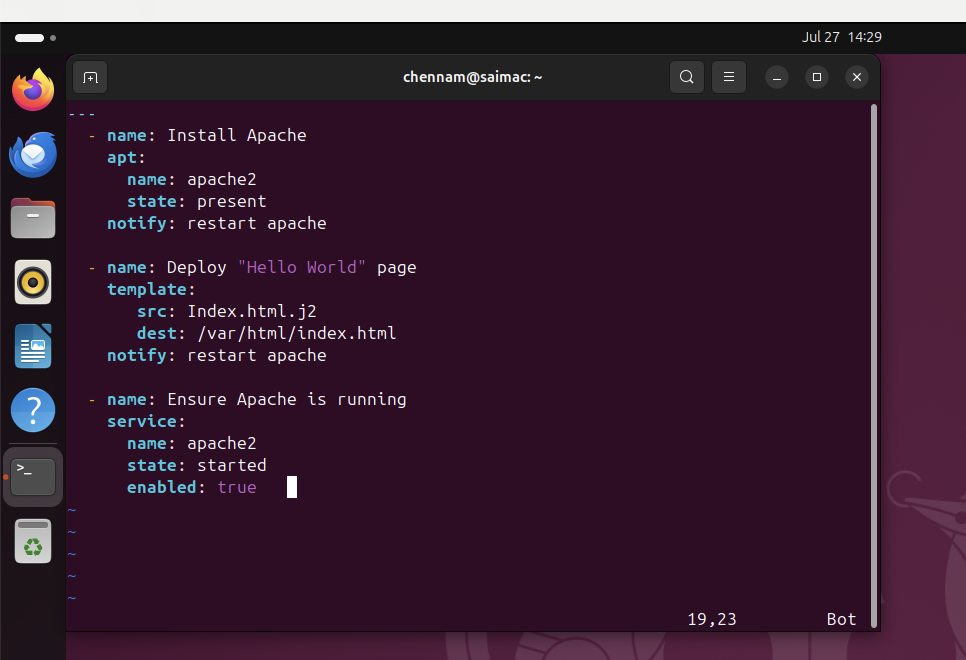 Jul 27 14:29
chennam@saimac: ~
---
  - name: Install Apache
    apt:
      name: apache2
      state: present
    notify: restart apache

  - name: Deploy "Hello World" page
    template:
       src: Index.html.j2
       dest: /var/html/index.html
    notify: restart apache

  - name: Ensure Apache is running
    service:
      name: apache2
      state: started
      enabled: true
~
~
~
~
~
19,23 Bot